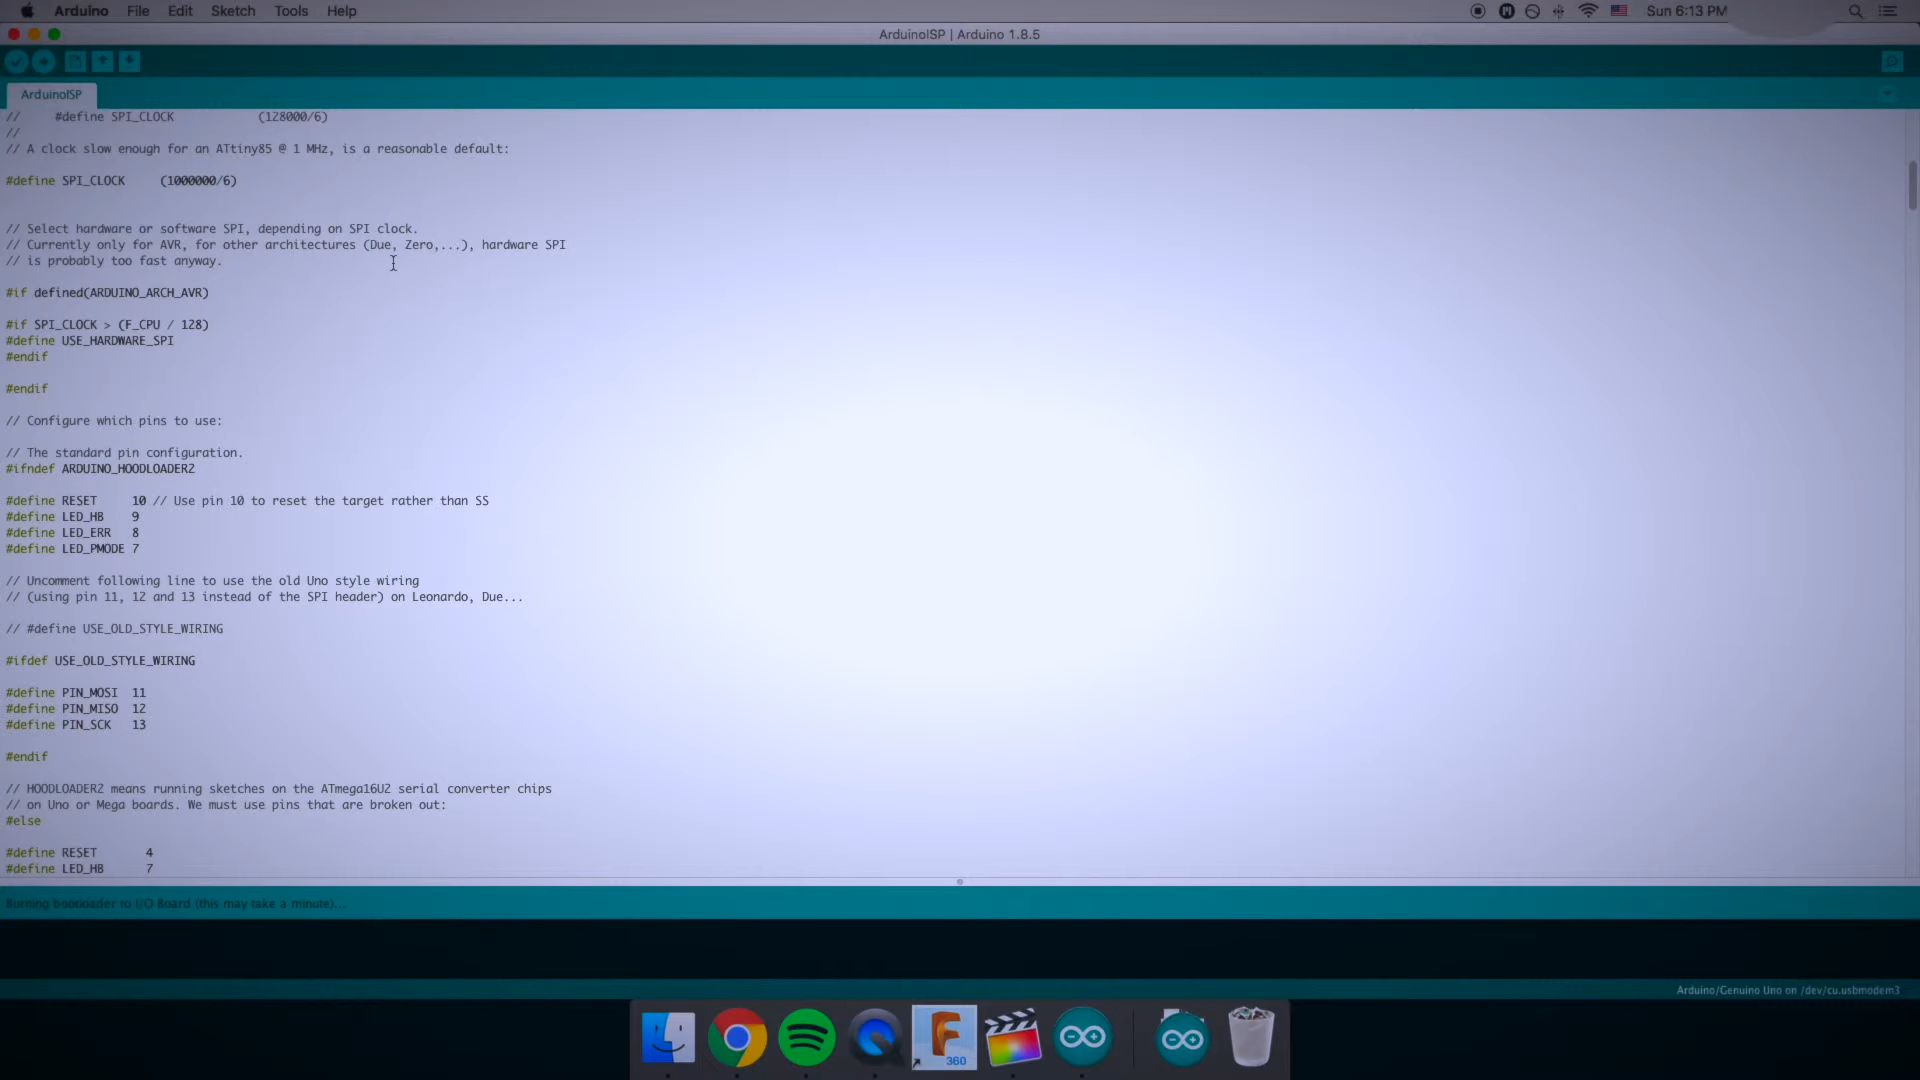 Arduino File Edit Sketch Tools Help Sun 6:13 PM
ArduinoISP | Arduino 1.8.5
ArduinoISP
//     #define SPI_CLOCK            (128000/6)
//
// A clock slow enough for an ATtiny85 @ 1 MHz, is a reasonable default:
#define SPI_CLOCK     (1000000/6)
// Select hardware or software SPI, depending on SPI clock.
// Currently only for AVR, for other architectures (Due, Zero,...), hardware SPI
// is probably too fast anyway.
#if defined(ARDUINO_ARCH_AVR)
#if SPI_CLOCK > (F_CPU / 128)
#define USE_HARDWARE_SPI
#endif
#endif
// Configure which pins to use:
// The standard pin configuration.
#ifndef ARDUINO_HOODLOADER2
#define RESET     10 // Use pin 10 to reset the target rather than SS
#define LED_HB    9
#define LED_ERR   8
#define LED_PMODE 7
// Uncomment following line to use the old Uno style wiring
// (using pin 11, 12 and 13 instead of the SPI header) on Leonardo, Due...
// #define USE_OLD_STYLE_WIRING
#ifdef USE_OLD_STYLE_WIRING
#define PIN_MOSI  11
#define PIN_MISO  12
#define PIN_SCK   13
#endif
// HOODLOADER2 means running sketches on the ATmega16U2 serial converter chips
// on Uno or Mega boards. We must use pins that are broken out:
#else
#define RESET       4
#define LED_HB      7
Burning bootloader to I/O Board (this may take a minute)...
Arduino/Genuino Uno on /dev/cu.usbmodem3
F
360